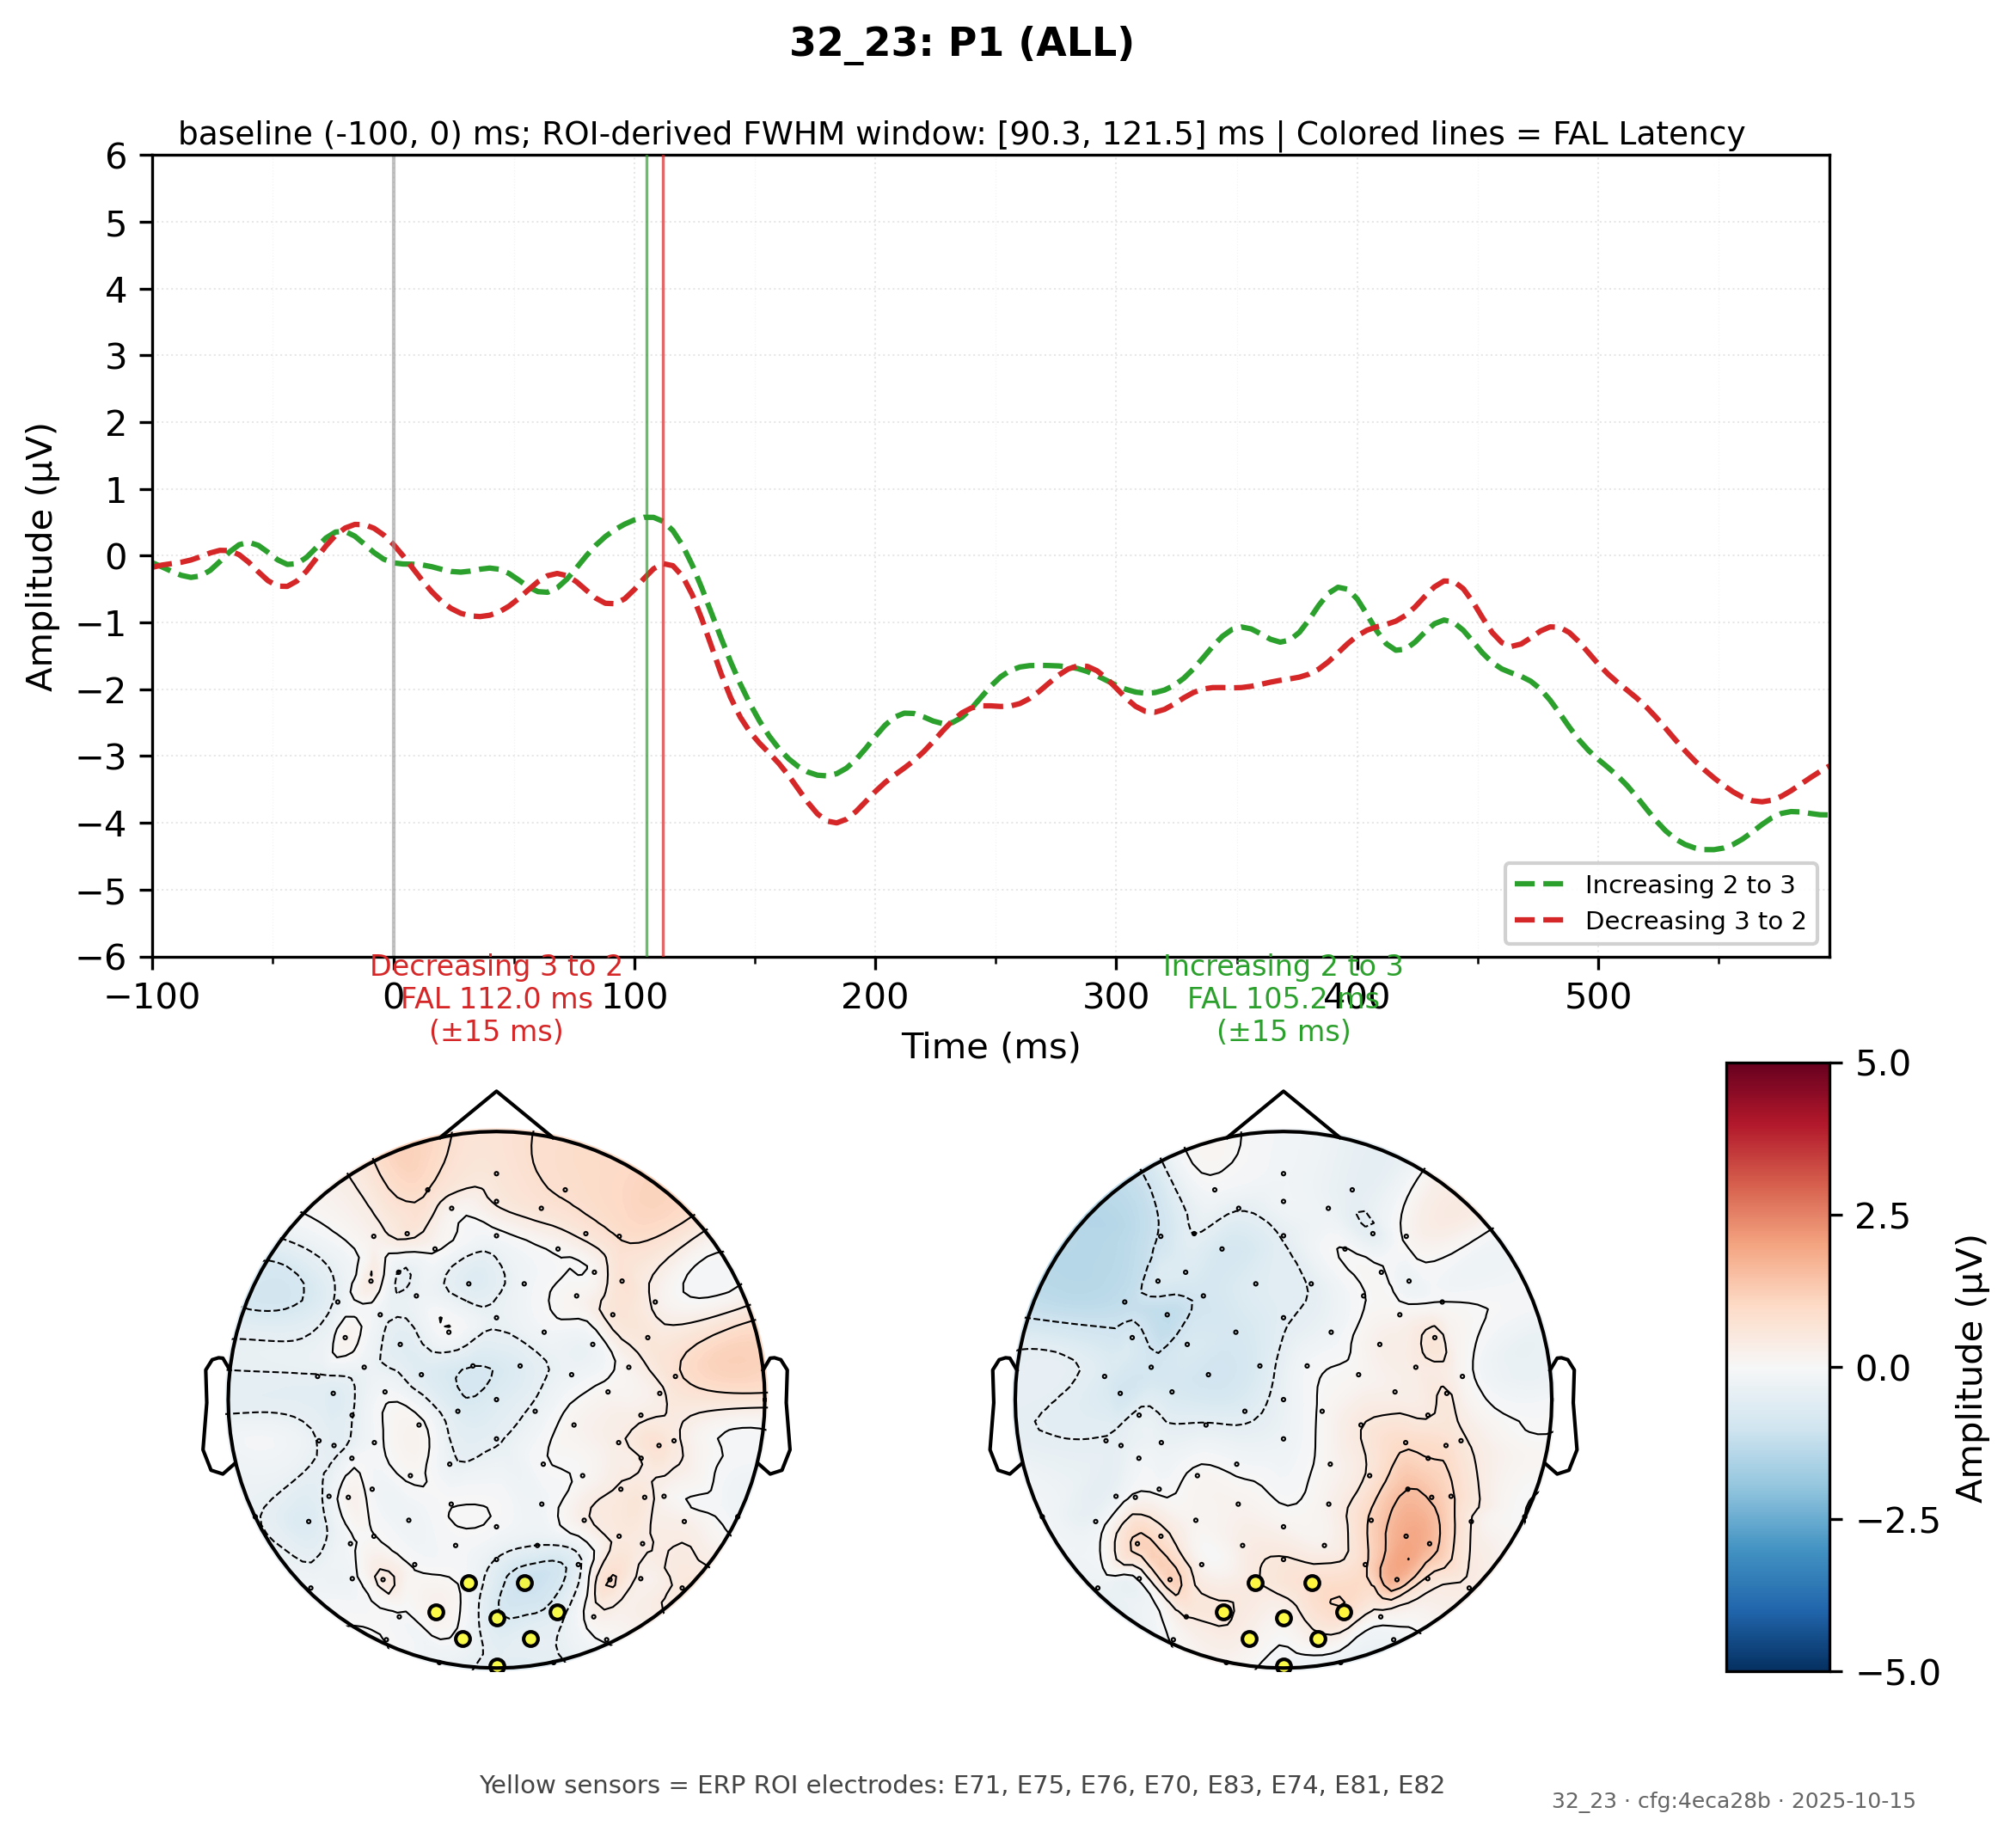 32_23: P1 (ALL)
baseline (-100, 0) ms; ROI-derived FWHM window: [90.3, 121.5] ms | Colored lines = FAL Latency
Amplitude (µV)
6
5
4
3
2
1
0
−1
−2
−3
−4
−5
−6
Increasing 2 to 3
Decreasing 3 to 2
−100
0
100
200
300
400
500
Time (ms)
Decreasing 3 to 2
FAL 112.0 ms
(±15 ms)
Increasing 2 to 3
FAL 105.2 ms
(±15 ms)
5.0
2.5
0.0
−2.5
−5.0
Amplitude (µV)
Yellow sensors = ERP ROI electrodes: E71, E75, E76, E70, E83, E74, E81, E82
32_23 · cfg:4eca28b · 2025-10-15